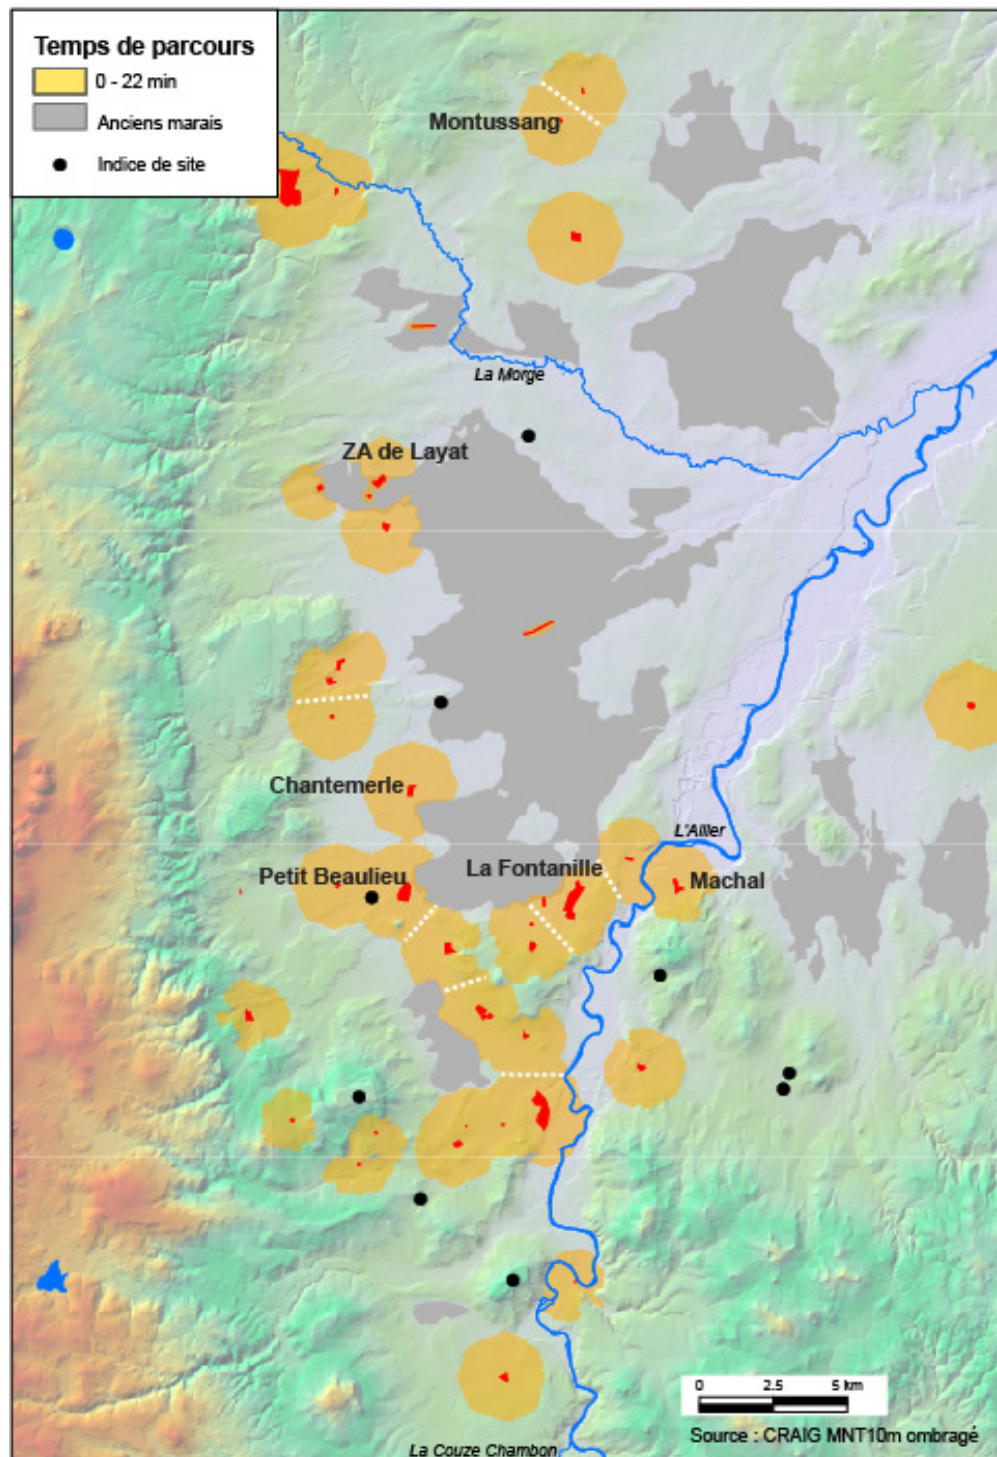 Temps de parcours
0 - 22 min
Anciens marais
Indice de site
Montussang
La Morge
ZA de Layat
Chantemerle
L'Allier
Petit Beaulieu
La Fontanille
Machal
0 2.5 5 km
Source : CRAIG MNT10m ombragé
La Couze Chambon